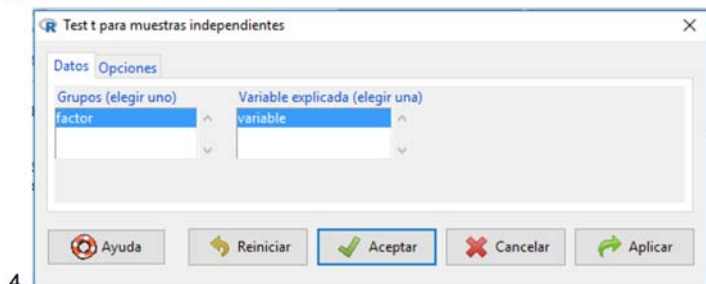 Test t para muestras independientes
Datos Opciones
Grupos (elegir uno) Variable explicada (elegir una)
factor variable
Ayuda Reiniciar Aceptar Cancelar Aplicar
4